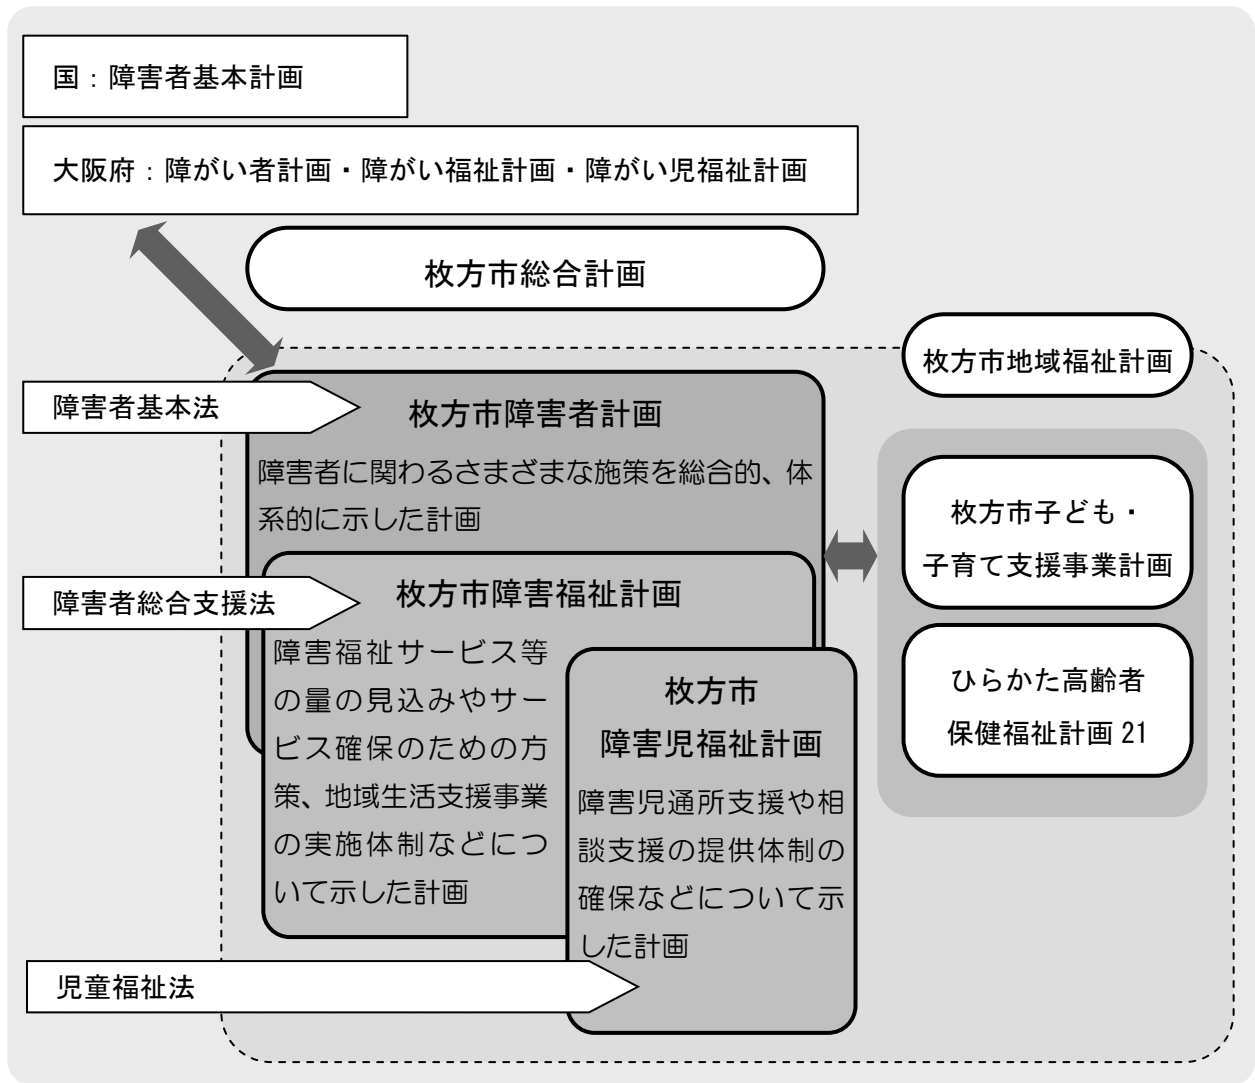 国：障害者基本計画
大阪府：障がい者計画・障がい福祉計画・障がい児福祉計画
枚方市総合計画
枚方市地域福祉計画
障害者基本法
枚方市障害者計画
障害者に関わるさまざまな施策を総合的、体
系的に示した計画
枚方市子ども・
子育て支援事業計画
障害者総合支援法
枚方市障害福祉計画
障害福祉サービス等
の量の見込みやサー
ビス確保のための方
策、地域生活支援事業
の実施体制などにつ
いて示した計画
ひらかた高齢者
保健福祉計画 21
枚方市
障害児福祉計画
障害児通所支援や相
談支援の提供体制の
確保などについて示
した計画
児童福祉法